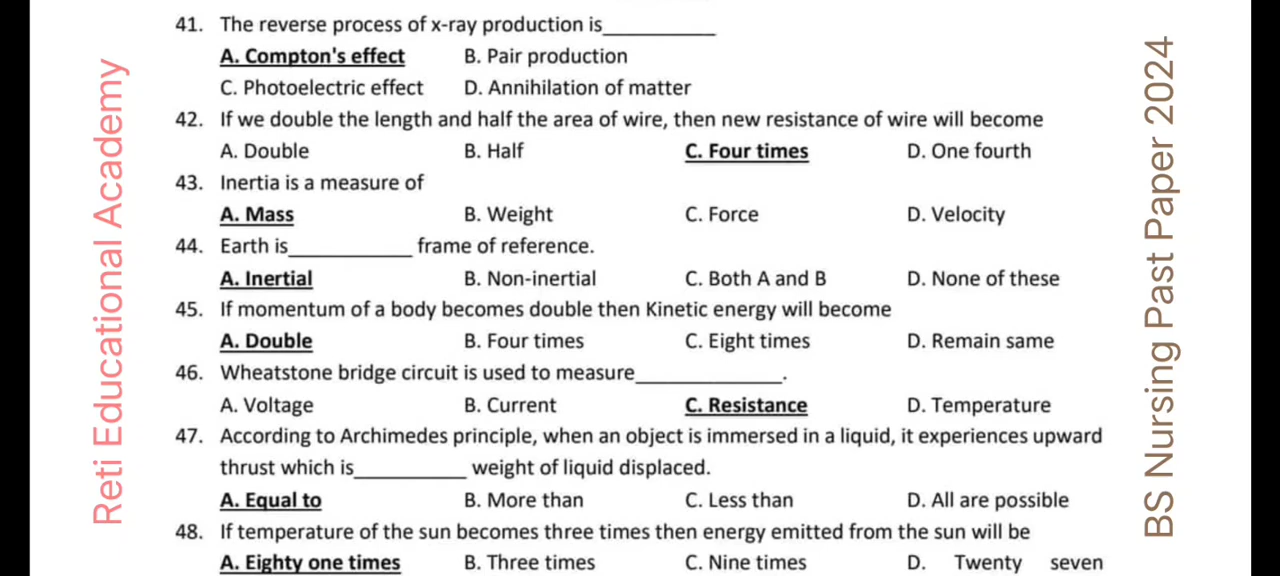 Reti Educational Academy
41. The reverse process of x-ray production is__________
A. Compton's effect B. Pair production
C. Photoelectric effect D. Annihilation of matter
42. If we double the length and half the area of wire, then new resistance of wire will become
A. Double B. Half C. Four times D. One fourth
43. Inertia is a measure of
A. Mass B. Weight C. Force D. Velocity
44. Earth is___________ frame of reference.
A. Inertial B. Non-inertial C. Both A and B D. None of these
45. If momentum of a body becomes double then Kinetic energy will become
A. Double B. Four times C. Eight times D. Remain same
46. Wheatstone bridge circuit is used to measure_____________.
A. Voltage B. Current C. Resistance D. Temperature
47. According to Archimedes principle, when an object is immersed in a liquid, it experiences upward
thrust which is__________ weight of liquid displaced.
A. Equal to B. More than C. Less than D. All are possible
48. If temperature of the sun becomes three times then energy emitted from the sun will be
A. Eighty one times B. Three times C. Nine times D. Twenty seven
BS Nursing Past Paper 2024